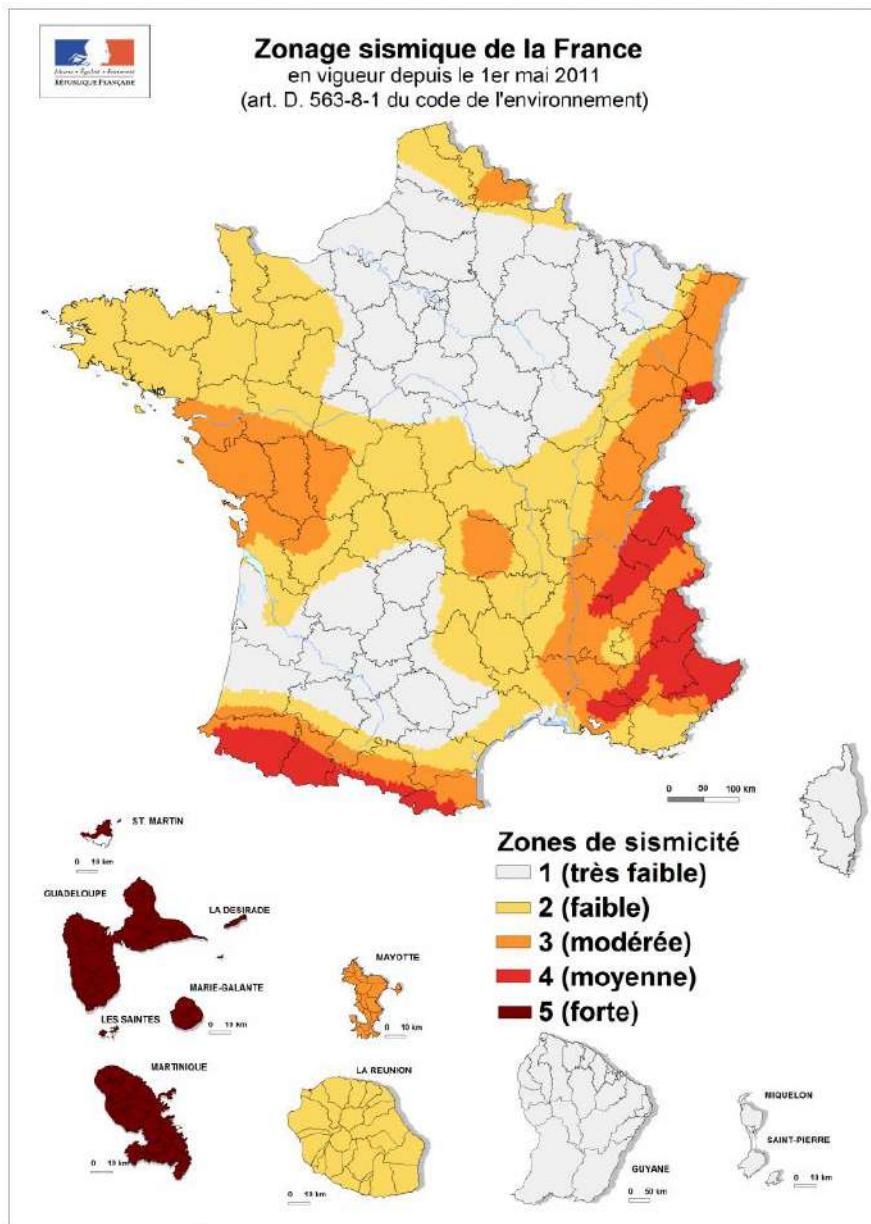 Liberté • Égalité • Fraternité
RÉPUBLIQUE FRANÇAISE
Zonage sismique de la France
en vigueur depuis le 1er mai 2011
(art. D. 563-8-1 du code de l'environnement)
0 50 100 km
ST. MARTIN
0 10 km
GUADELOUPE
LA DESIRADE
MARIE-GALANTE
LES SAINTES
0 10 km
MAYOTTE
0 10 km
Zones de sismicité
1 (très faible)
2 (faible)
3 (modérée)
4 (moyenne)
5 (forte)
MARTINIQUE
0 10 km
LA REUNION
0 10 km
GUYANE
0 50 km
MIQUELON
SAINT-PIERRE
0 10 km